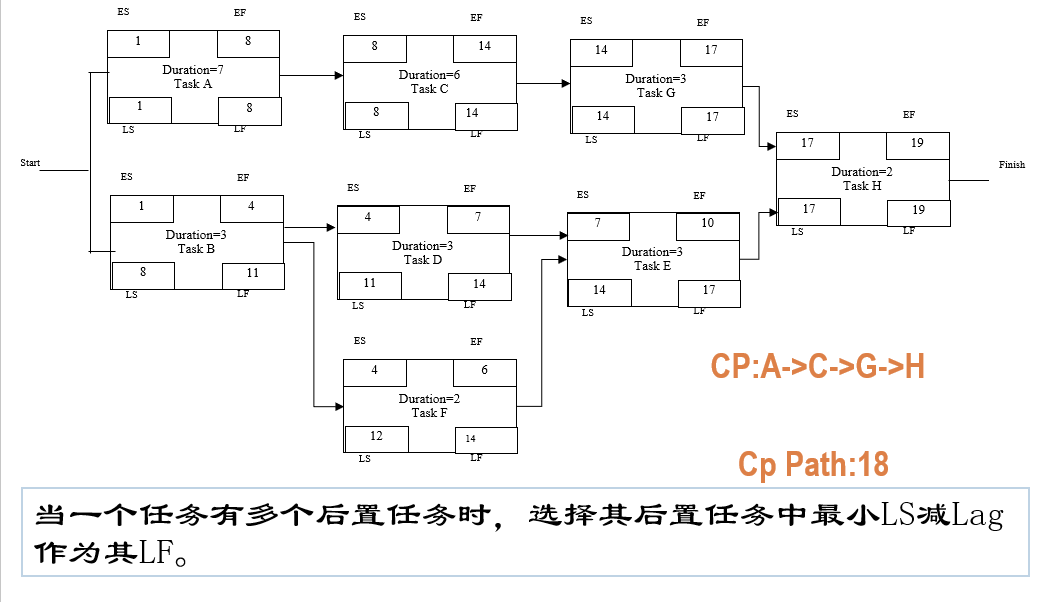 ES EF
1 8
Duration=7
Task A
1 8
LS LF
ES EF
8 14
Duration=6
Task C
8 14
LS LF
ES EF
14 17
Duration=3
Task G
14 17
LS LF
ES EF
17 19
Duration=2
Task H
17 19
LS LF
Start
Finish
ES EF
1 4
Duration=3
Task B
8 11
LS LF
ES EF
4 7
Duration=3
Task D
11 14
LS LF
ES EF
7 10
Duration=3
Task E
14 17
LS LF
ES EF
4 6
Duration=2
Task F
12 14
LS LF
CP:A->C->G->H
Cp Path:18
当一个任务有多个后置任务时，选择其后置任务中最小LS减Lag
作为其LF。